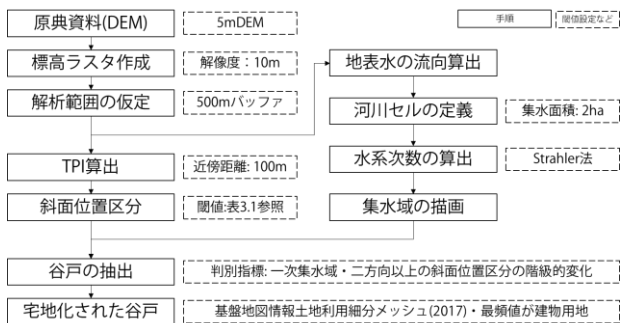 原典資料(DEM)
5mDEM
手順
閾値設定など
標高ラスタ作成
解像度：10m
地表水の流向算出
解析範囲の仮定
500mバッファ
河川セルの定義
集水面積: 2ha
TPI算出
近傍距離: 100m
水系次数の算出
Strahler法
斜面位置区分
閾値:表3.1参照
集水域の描画
谷戸の抽出
判別指標: 一次集水域・二方向以上の斜面位置区分の階級的変化
宅地化された谷戸
基盤地図情報土地利用細分メッシュ(2017)・最頻値が建物用地